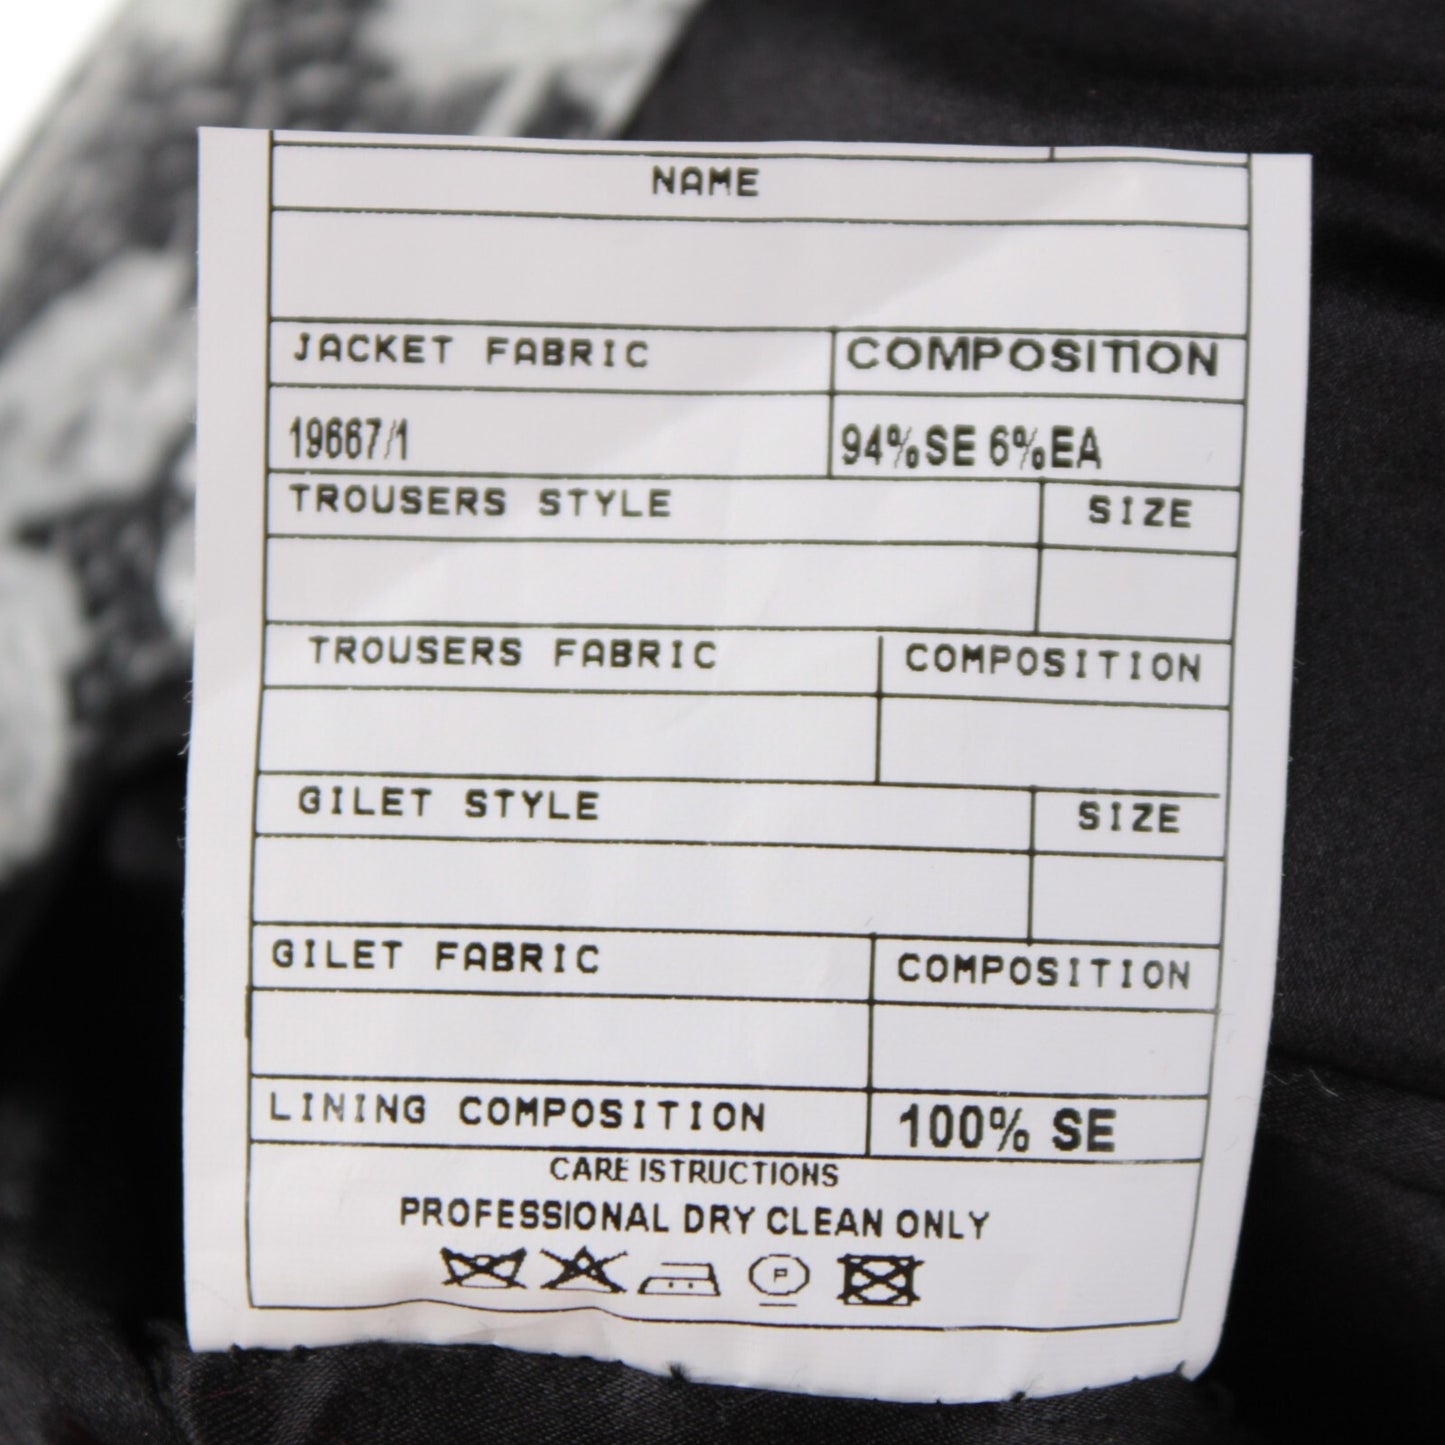 NAME
JACKET FABRIC COMPOSITION
19667/1 94% SE 6% EA
TROUSERS STYLE SIZE
TROUSERS FABRIC COMPOSITION
GILET STYLE SIZE
GILET FABRIC COMPOSITION
LINING COMPOSITION 100% SE
CARE ISTRUCTIONS
PROFESSIONAL DRY CLEAN ONLY
P